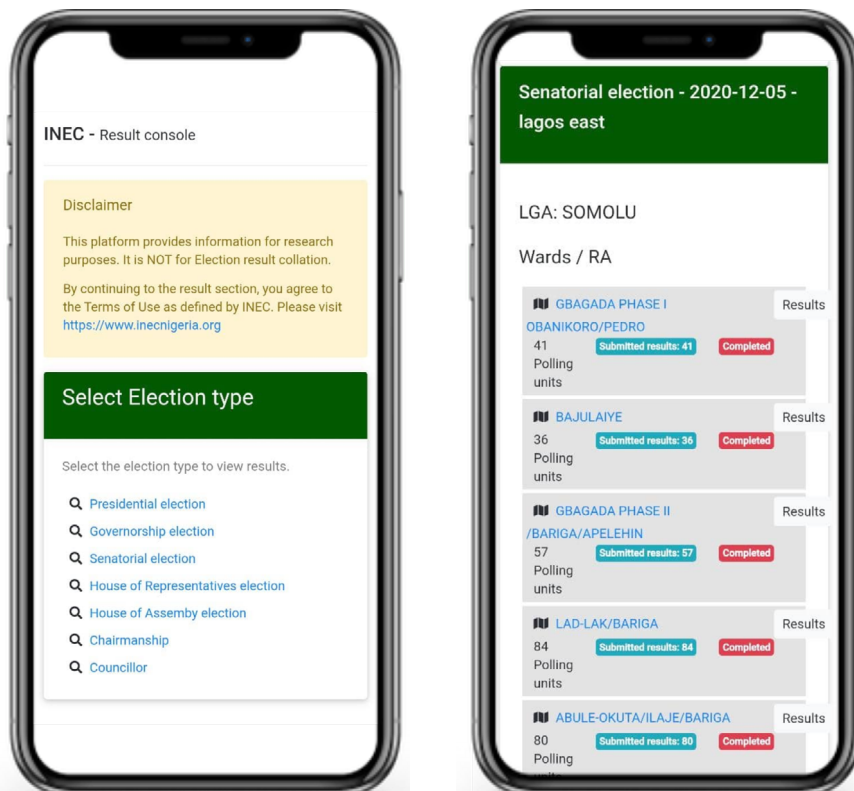 INEC - Result console
Disclaimer
This platform provides information for research
purposes. It is NOT for Election result collation.
By continuing to the result section, you agree to
the Terms of Use as defined by INEC. Please visit
https://www.inecnigeria.org
Select Election type
Select the election type to view results.
Presidential election
Governorship election
Senatorial election
House of Representatives election
House of Assemby election
Chairmanship
Councillor
Senatorial election - 2020-12-05 -
lagos east
LGA: SOMOLU
Wards / RA
GBAGADA PHASE I Results
OBANIKORO/PEDRO
41 Submitted results: 41 Completed
Polling
units
BAJULAIYE Results
36 Submitted results: 36 Completed
Polling
units
GBAGADA PHASE II Results
/BARIGA/APELEHIN
57 Submitted results: 57 Completed
Polling
units
LAD-LAK/BARIGA Results
84 Submitted results: 84 Completed
Polling
units
ABULE-OKUTA/ILAJE/BARIGA Results
80 Submitted results: 80 Completed
Polling